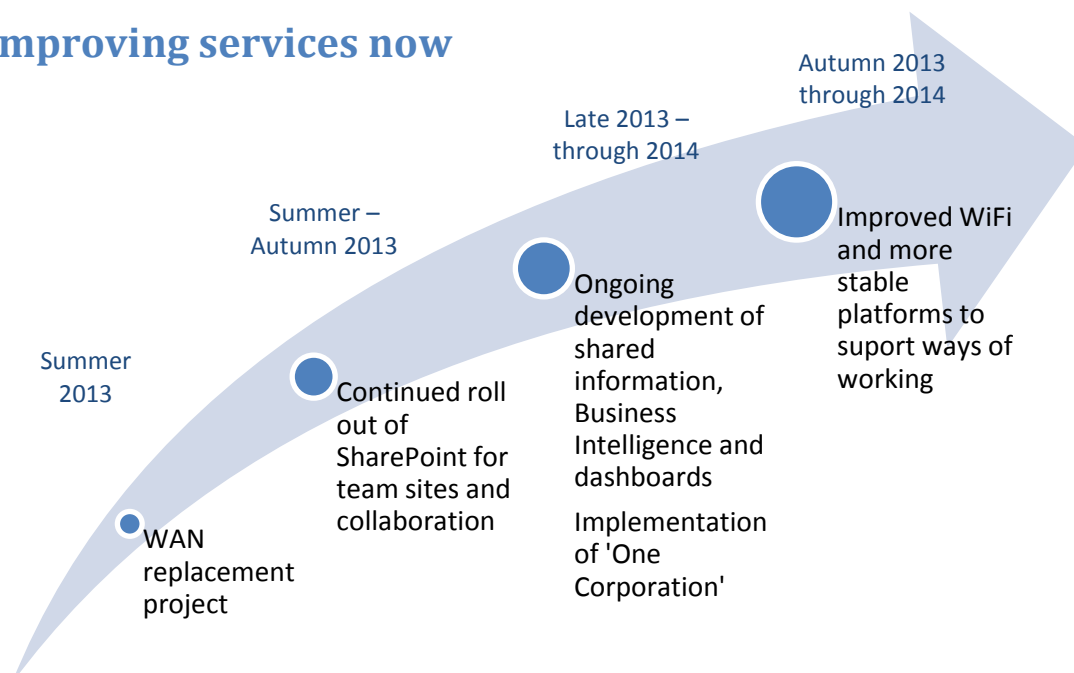 mproving services now
Summer
2013
WAN
replacement
project
Summer –
Autumn 2013
Continued roll
out of
SharePoint for
team sites and
collaboration
Late 2013 –
through 2014
Ongoing
development of
shared
information,
Business
Intelligence and
dashboards
Implementation
of 'One
Corporation'
Autumn 2013
through 2014
Improved WiFi
and more
stable
platforms to
suport ways of
working